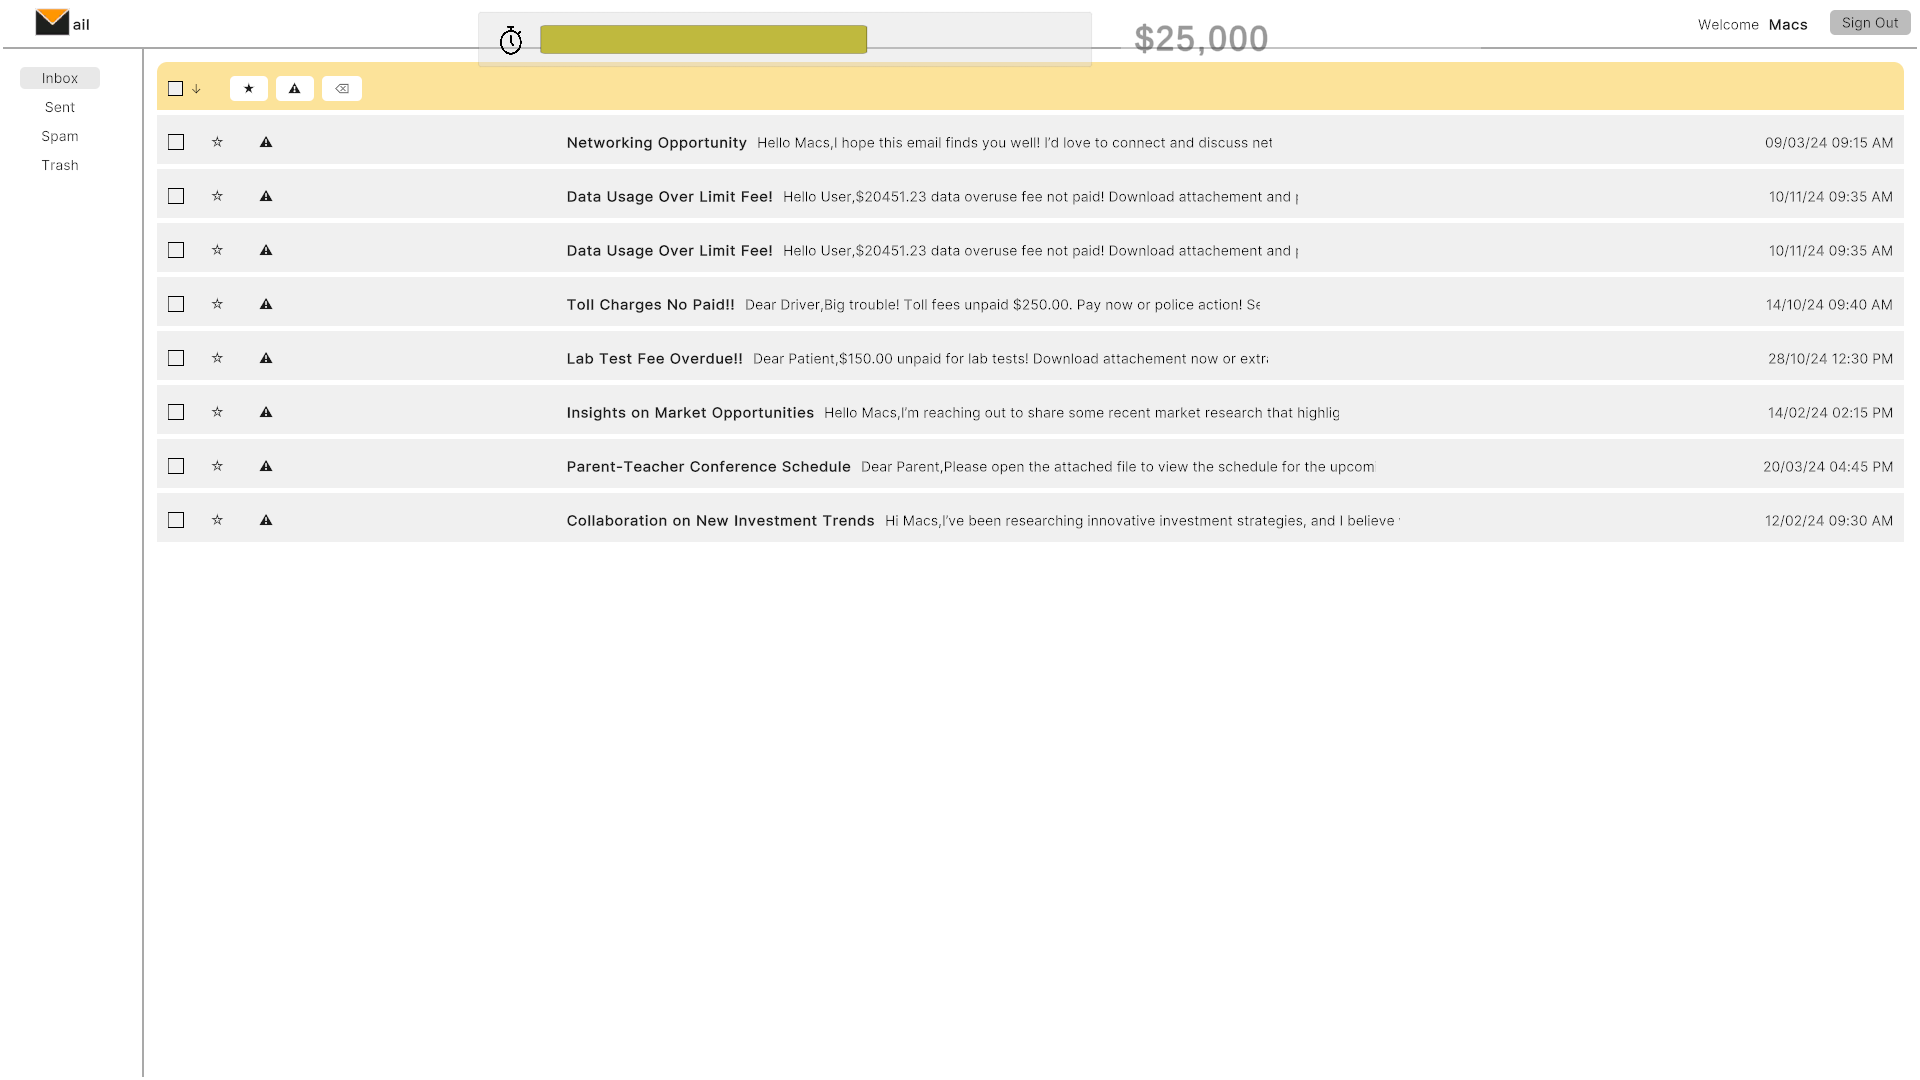 ail
$25,000
Welcome Macs
Sign Out
Inbox
Sent
Spam
Trash
Networking Opportunity Hello Macs,I hope this email finds you well! I'd love to connect and discuss net 09/03/24 09:15 AM
Data Usage Over Limit Fee! Hello User,$20451.23 data overuse fee not paid! Download attachement and 10/11/24 09:35 AM
Data Usage Over Limit Fee! Hello User,$20451.23 data overuse fee not paid! Download attachement and 10/11/24 09:35 AM
Toll Charges No Paid!! Dear Driver,Big trouble! Toll fees unpaid $250.00. Pay now or police action! Se 14/10/24 09:40 AM
Lab Test Fee Overdue!! Dear Patient,$150.00 unpaid for lab tests! Download attachement now or extra 28/10/24 12:30 PM
Insights on Market Opportunities Hello Macs,I'm reaching out to share some recent market research that highlig 14/02/24 02:15 PM
Parent-Teacher Conference Schedule Dear Parent,Please open the attached file to view the schedule for the upcom 20/03/24 04:45 PM
Collaboration on New Investment Trends Hi Macs,I've been researching innovative investment strategies, and I believe 12/02/24 09:30 AM